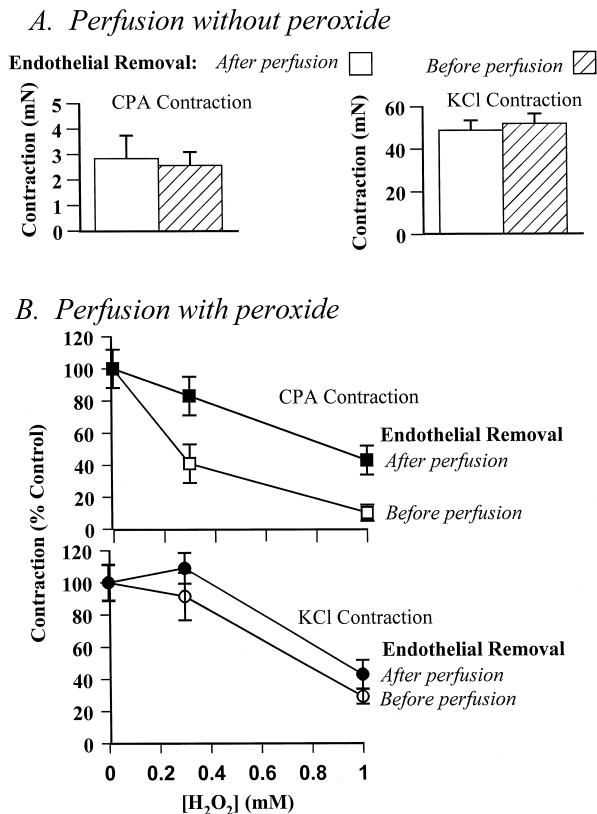 A. Perfusion without peroxide
Endothelial Removal: After perfusion Before perfusion
CPA Contraction
Contraction (mN)
5
4
3
2
1
0
KCl Contraction
Contraction (mN)
60
40
20
0
B. Perfusion with peroxide
Contraction (% Control)
120
100
80
60
40
20
0
CPA Contraction
Endothelial Removal
After perfusion
Before perfusion
120
100
80
60
40
20
0
KCl Contraction
Endothelial Removal
After perfusion
Before perfusion
0 0.2 0.4 0.6 0.8 1
[H₂O₂] (mM)